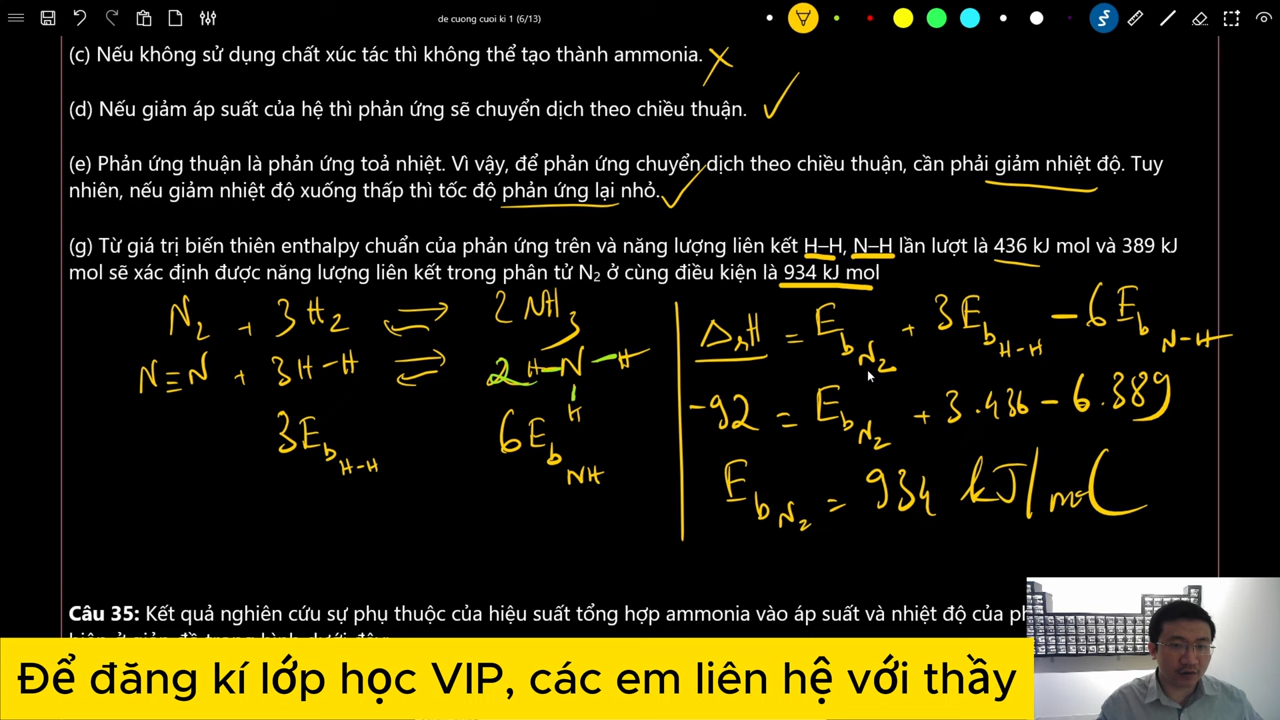 de cuong cuoi ki 1 (6/13)
(c) Nếu không sử dụng chất xúc tác thì không thể tạo thành ammonia.
(d) Nếu giảm áp suất của hệ thì phản ứng sẽ chuyển dịch theo chiều thuận.
(e) Phản ứng thuận là phản ứng toả nhiệt. Vì vậy, để phản ứng chuyển dịch theo chiều thuận, cần phải giảm nhiệt độ. Tuy
nhiên, nếu giảm nhiệt độ xuống thấp thì tốc độ phản ứng lại nhỏ.
(g) Từ giá trị biến thiên enthalpy chuẩn của phản ứng trên và năng lượng liên kết H–H, N–H lần lượt là 436 kJ mol và 389 kJ
mol sẽ xác định được năng lượng liên kết trong phân tử N₂ ở cùng điều kiện là 934 kJ mol
N₂ + 3H₂ ⇌ 2NH₃
N≡N + 3H-H ⇌ 2 H-N-H
H
3E_b H-H 6E_b NH
ΔrH = E_b N₂ + 3E_b H-H - 6E_b N-H
-92 = E_b N₂ + 3.436 - 6.389
E_b N₂ = 934 kJ/mol
Câu 35: Kết quả nghiên cứu sự phụ thuộc của hiệu suất tổng hợp ammonia vào áp suất và nhiệt độ của
Để đăng kí lớp học VIP, các em liên hệ với thầy